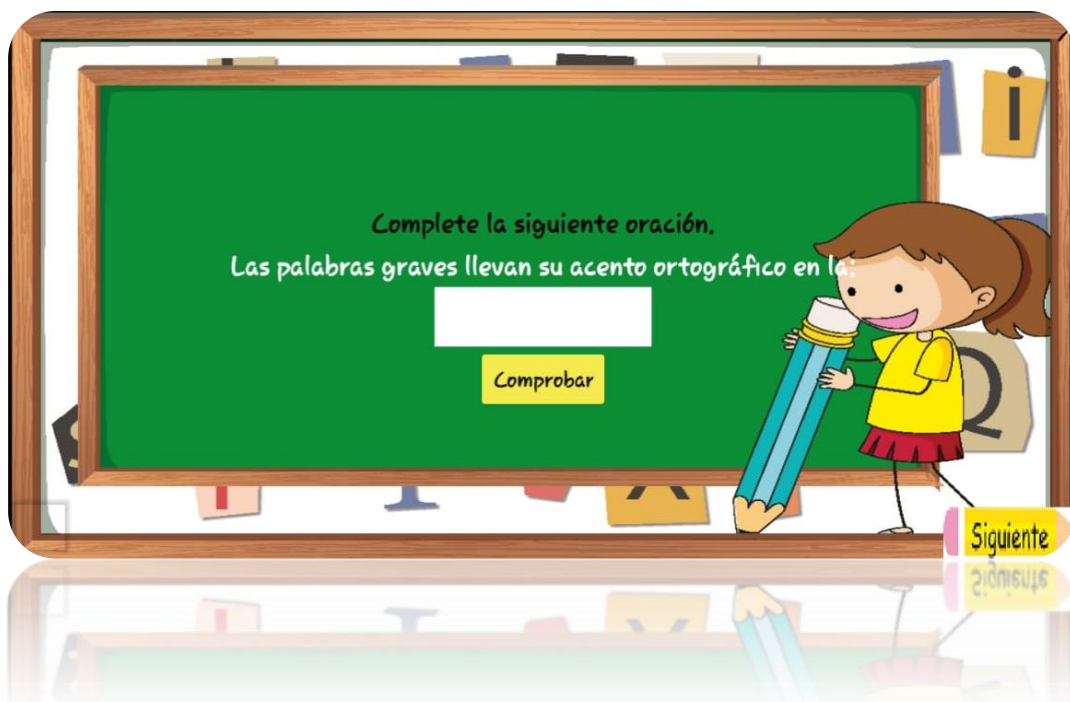 i
Complete la siguiente oración.
Las palabras graves llevan su acento ortográfico en la:
Comprobar
Q
Siguiente